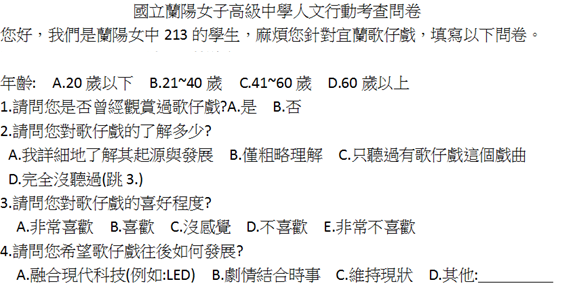 國立蘭陽女子高級中學人文行動考查問卷
您好，我們是蘭陽女中 213 的學生，麻煩您針對宜蘭歌仔戲，填寫以下問卷。
年齡: A.20 歲以下 B.21~40 歲 C.41~60 歲 D.60 歲以上
1.請問您是否曾經觀賞過歌仔戲?A.是 B.否
2.請問您對歌仔戲的了解多少?
A.我詳細地了解其起源與發展 B.僅粗略理解 C.只聽過有歌仔戲這個戲曲
D.完全沒聽過(跳 3.)
3.請問您對歌仔戲的喜好程度?
A.非常喜歡 B.喜歡 C.沒感覺 D.不喜歡 E.非常不喜歡
4.請問您希望歌仔戲往後如何發展?
A.融合現代科技(例如:LED) B.劇情結合時事 C.維持現狀 D.其他:__________